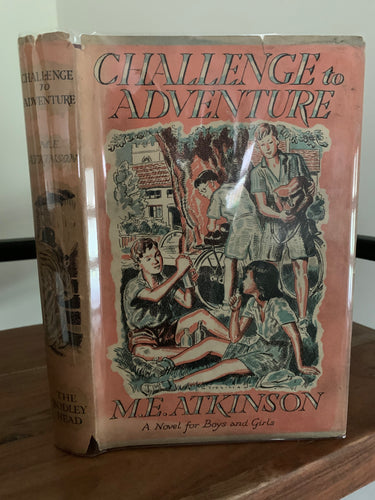 CHALLENGE to
ADVENTURE
M.E. ATKINSON
A Novel for Boys and Girls
CHALLENGE
TO
ADVENTURE
M.E
ATKINSON
THE
BODLEY
HEAD